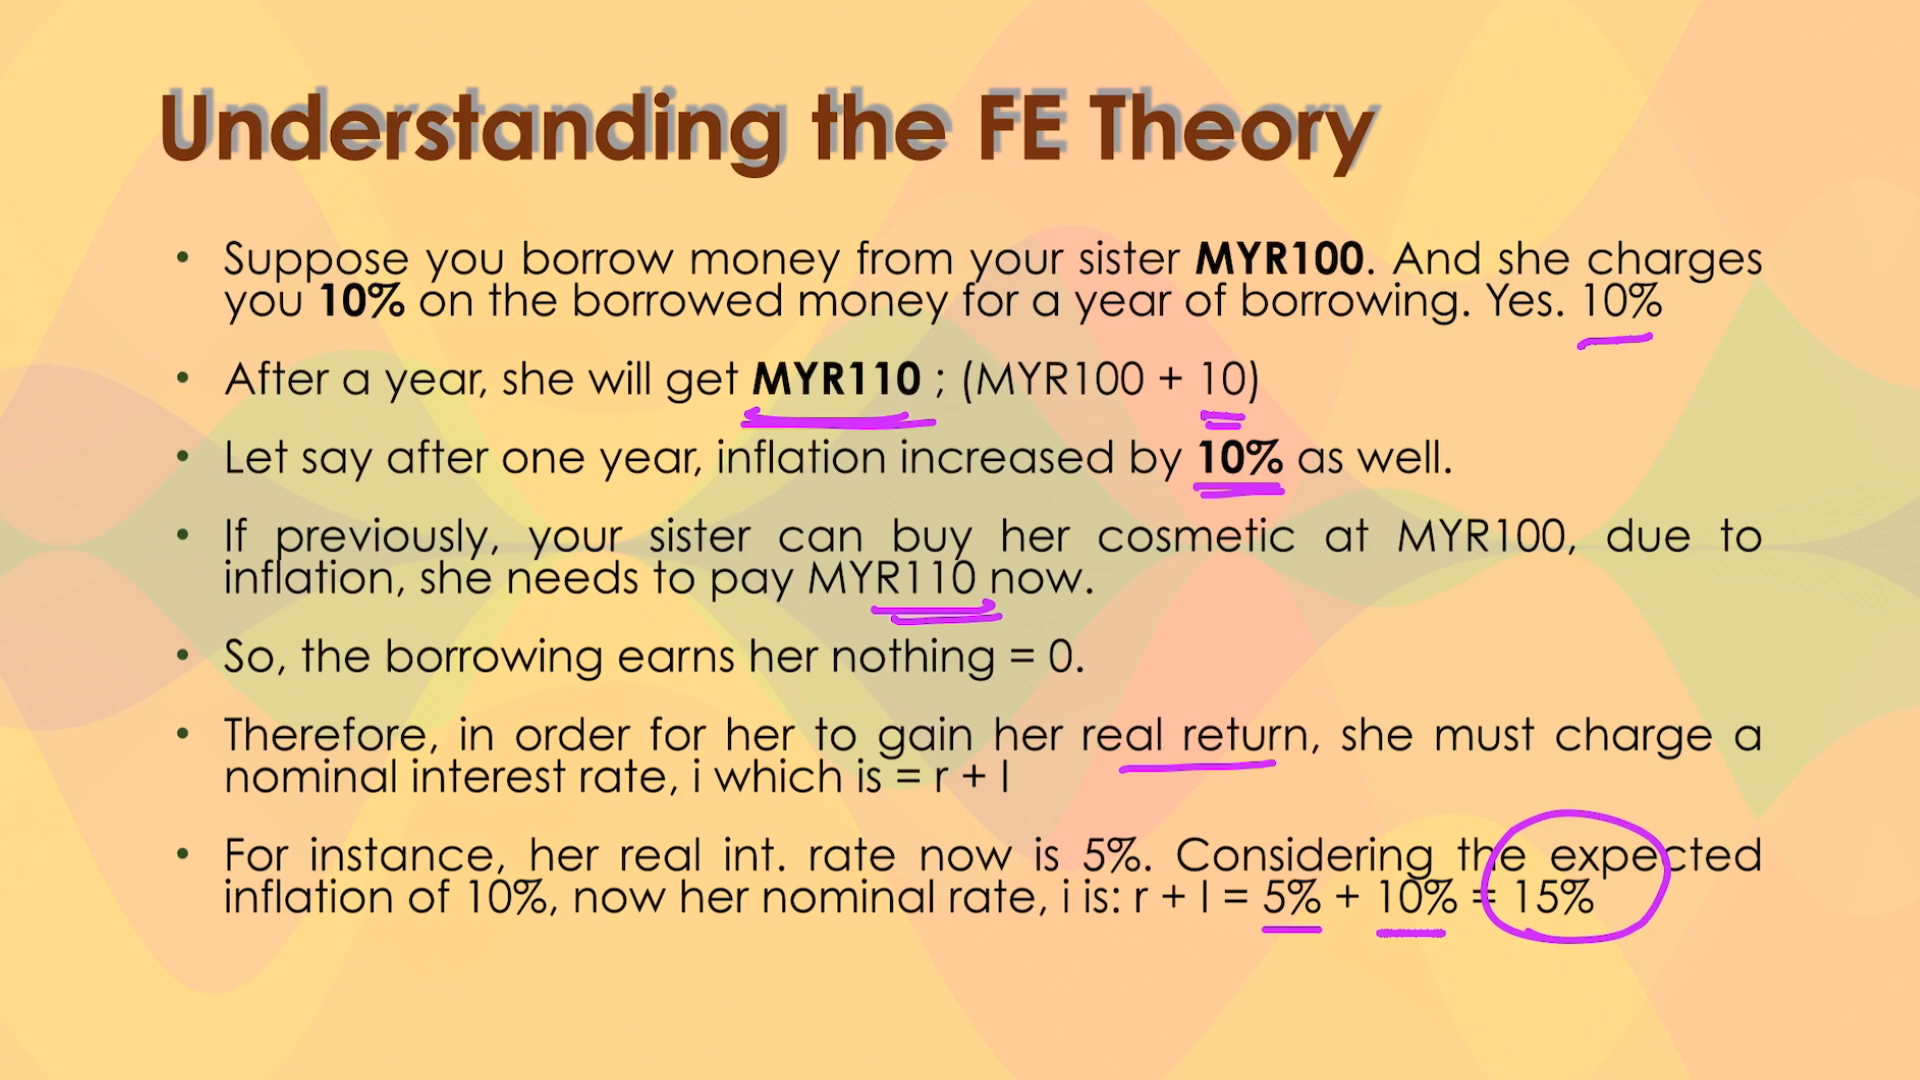 Understanding the FE Theory
• Suppose you borrow money from your sister MYR100. And she charges
you 10% on the borrowed money for a year of borrowing. Yes. 10%
• After a year, she will get MYR110 ; (MYR100 + 10)
• Let say after one year, inflation increased by 10% as well.
• If previously, your sister can buy her cosmetic at MYR100, due to
inflation, she needs to pay MYR110 now.
• So, the borrowing earns her nothing = 0.
• Therefore, in order for her to gain her real return, she must charge a
nominal interest rate, i which is = r + I
• For instance, her real int. rate now is 5%. Considering the expected
inflation of 10%, now her nominal rate, i is: r + I = 5% + 10% = 15%